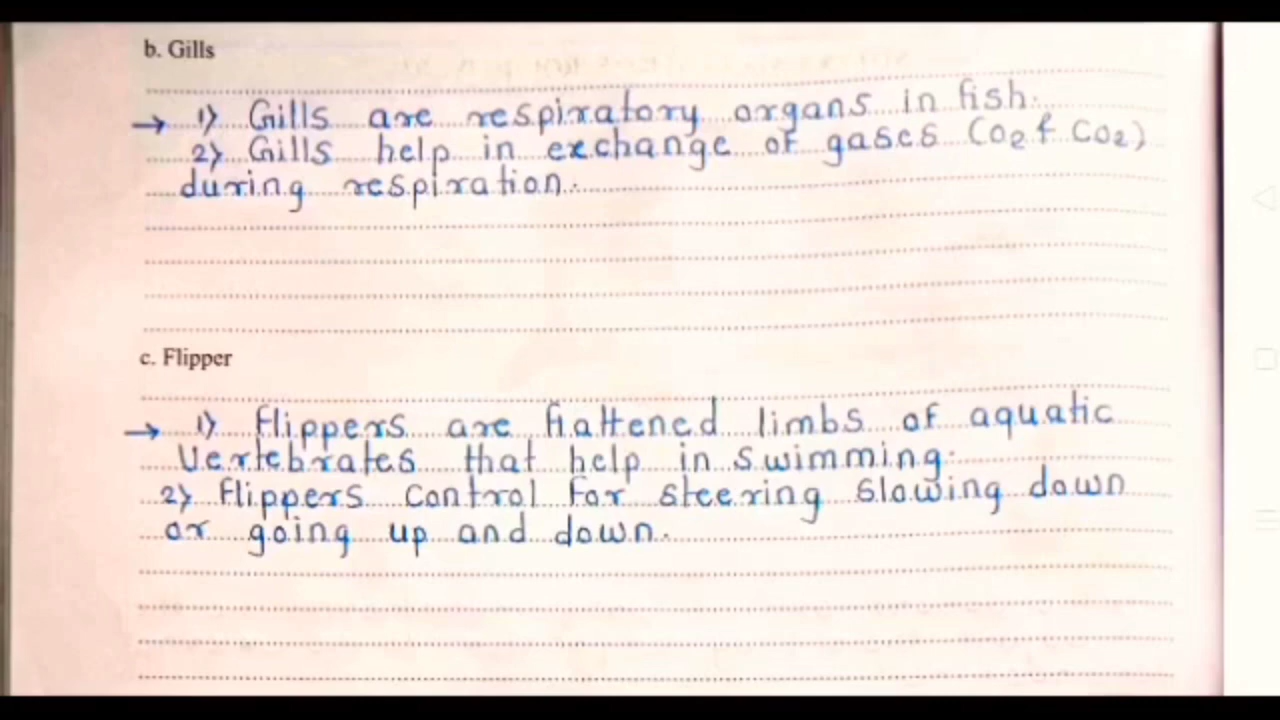 b. Gills
→ 1) Gills are respiratory organs in fish.
2) Gills help in exchange of gases (O2 & CO2)
during respiration.
c. Flipper
→ 1) Flippers are flattened limbs of aquatic
Vertebrates that help in swimming.
2) Flippers control for steering slowing down
or going up and down.